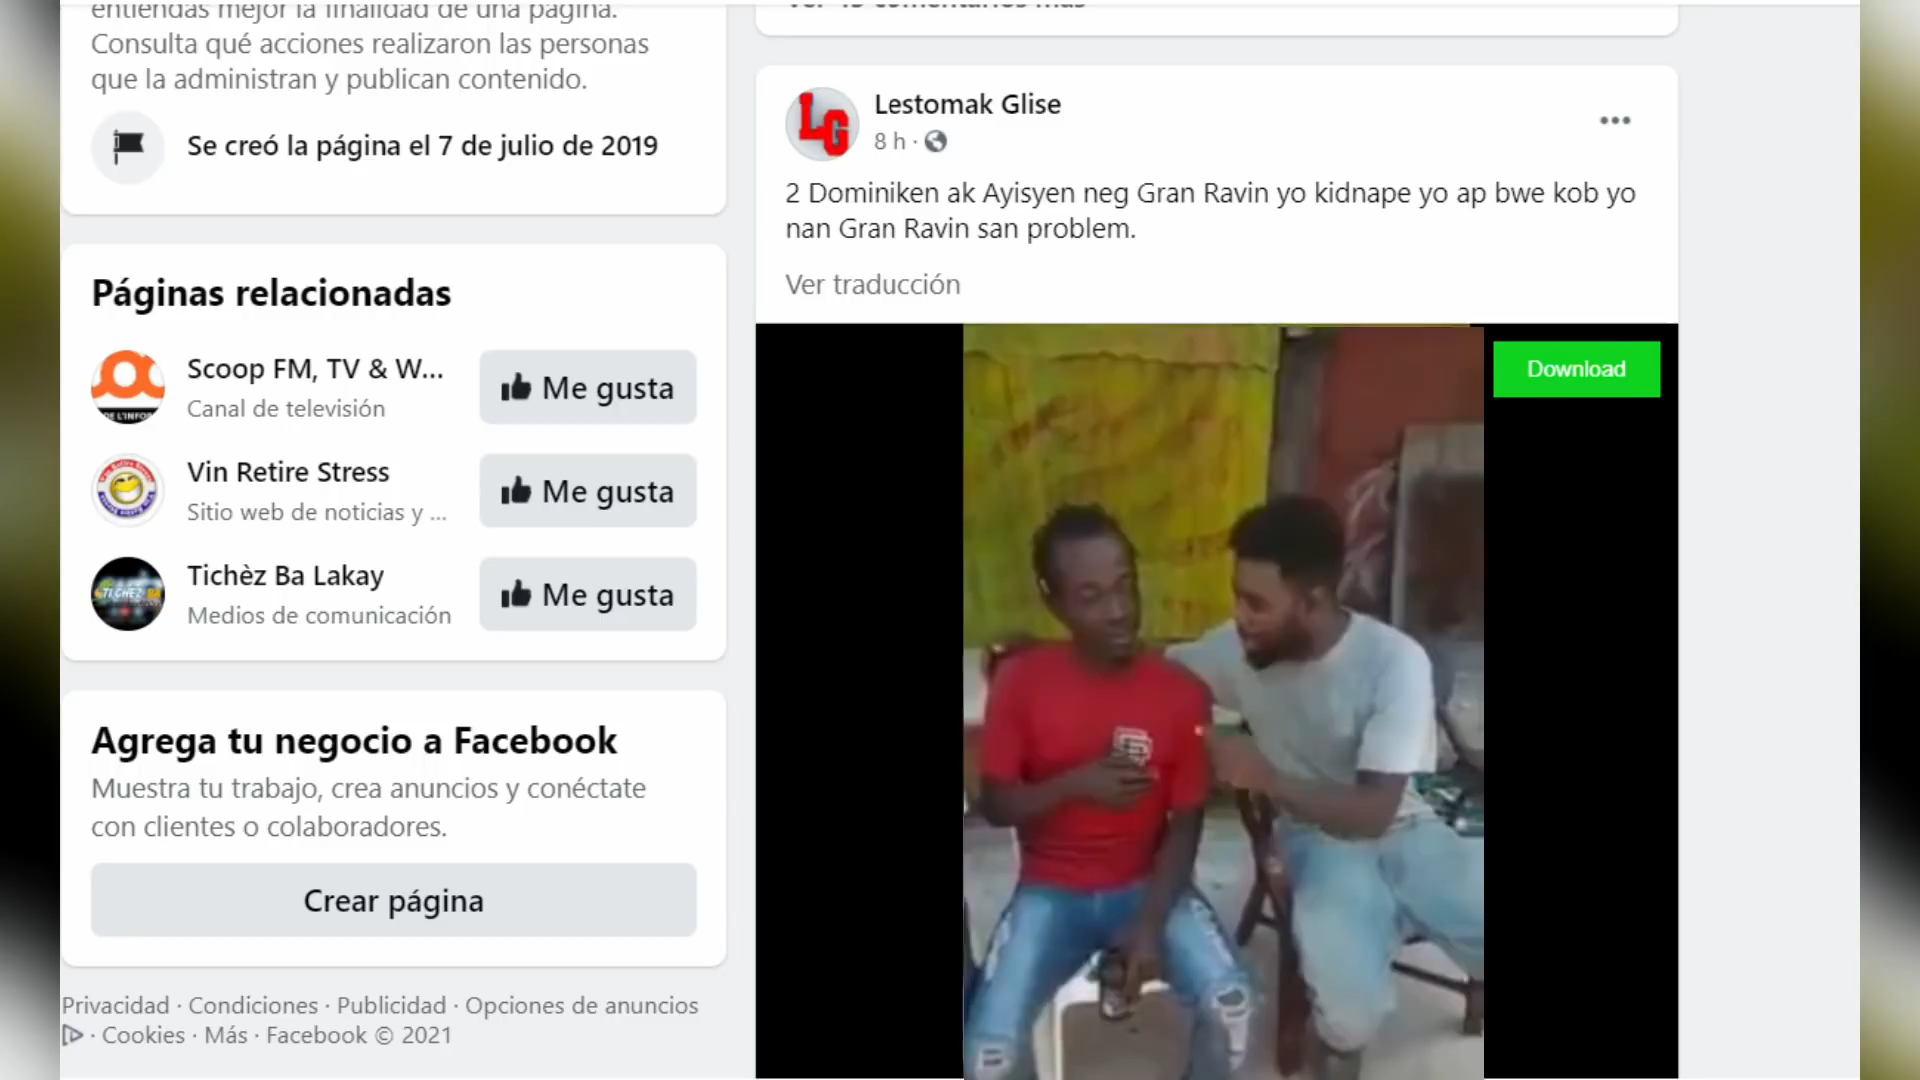 entiendas mejor la finalidad de una página.
Consulta qué acciones realizaron las personas
que la administran y publican contenido.
Se creó la página el 7 de julio de 2019
Páginas relacionadas
Scoop FM, TV & W...
Canal de televisión
Me gusta
DE L'INFOR
Vin Retire Stress
Sitio web de noticias y ...
Me gusta
Tichèz Ba Lakay
Medios de comunicación
Me gusta
Agrega tu negocio a Facebook
Muestra tu trabajo, crea anuncios y conéctate
con clientes o colaboradores.
Crear página
Privacidad · Condiciones · Publicidad · Opciones de anuncios
· Cookies · Más · Facebook © 2021
LG
Lestomak Glise
8 h ·
2 Dominiken ak Ayisyen neg Gran Ravin yo kidnape yo ap bwe kob yo
nan Gran Ravin san problem.
Ver traducción
Download